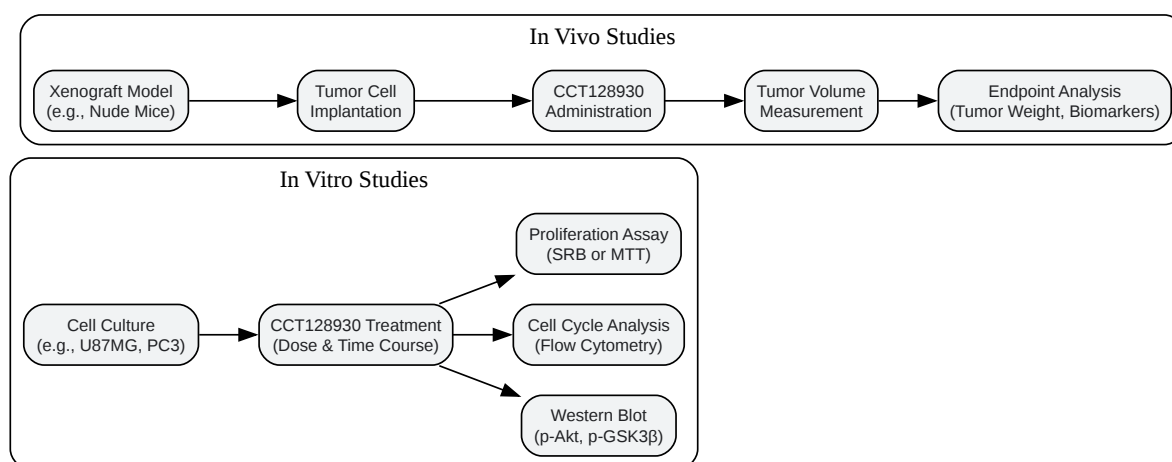 In Vivo Studies
Xenograft Model
(e.g., Nude Mice)
Tumor Cell
Implantation
CCT128930
Administration
Tumor Volume
Measurement
Endpoint Analysis
(Tumor Weight, Biomarkers)
In Vitro Studies
Cell Culture
(e.g., U87MG, PC3)
CCT128930 Treatment
(Dose & Time Course)
Proliferation Assay
(SRB or MTT)
Cell Cycle Analysis
(Flow Cytometry)
Western Blot
(p-Akt, p-GSK3β)